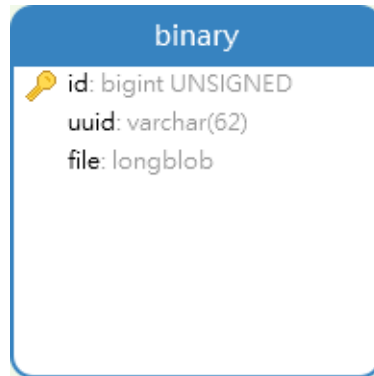 binary
id: bigint UNSIGNED
uuid: varchar(62)
file: longblob